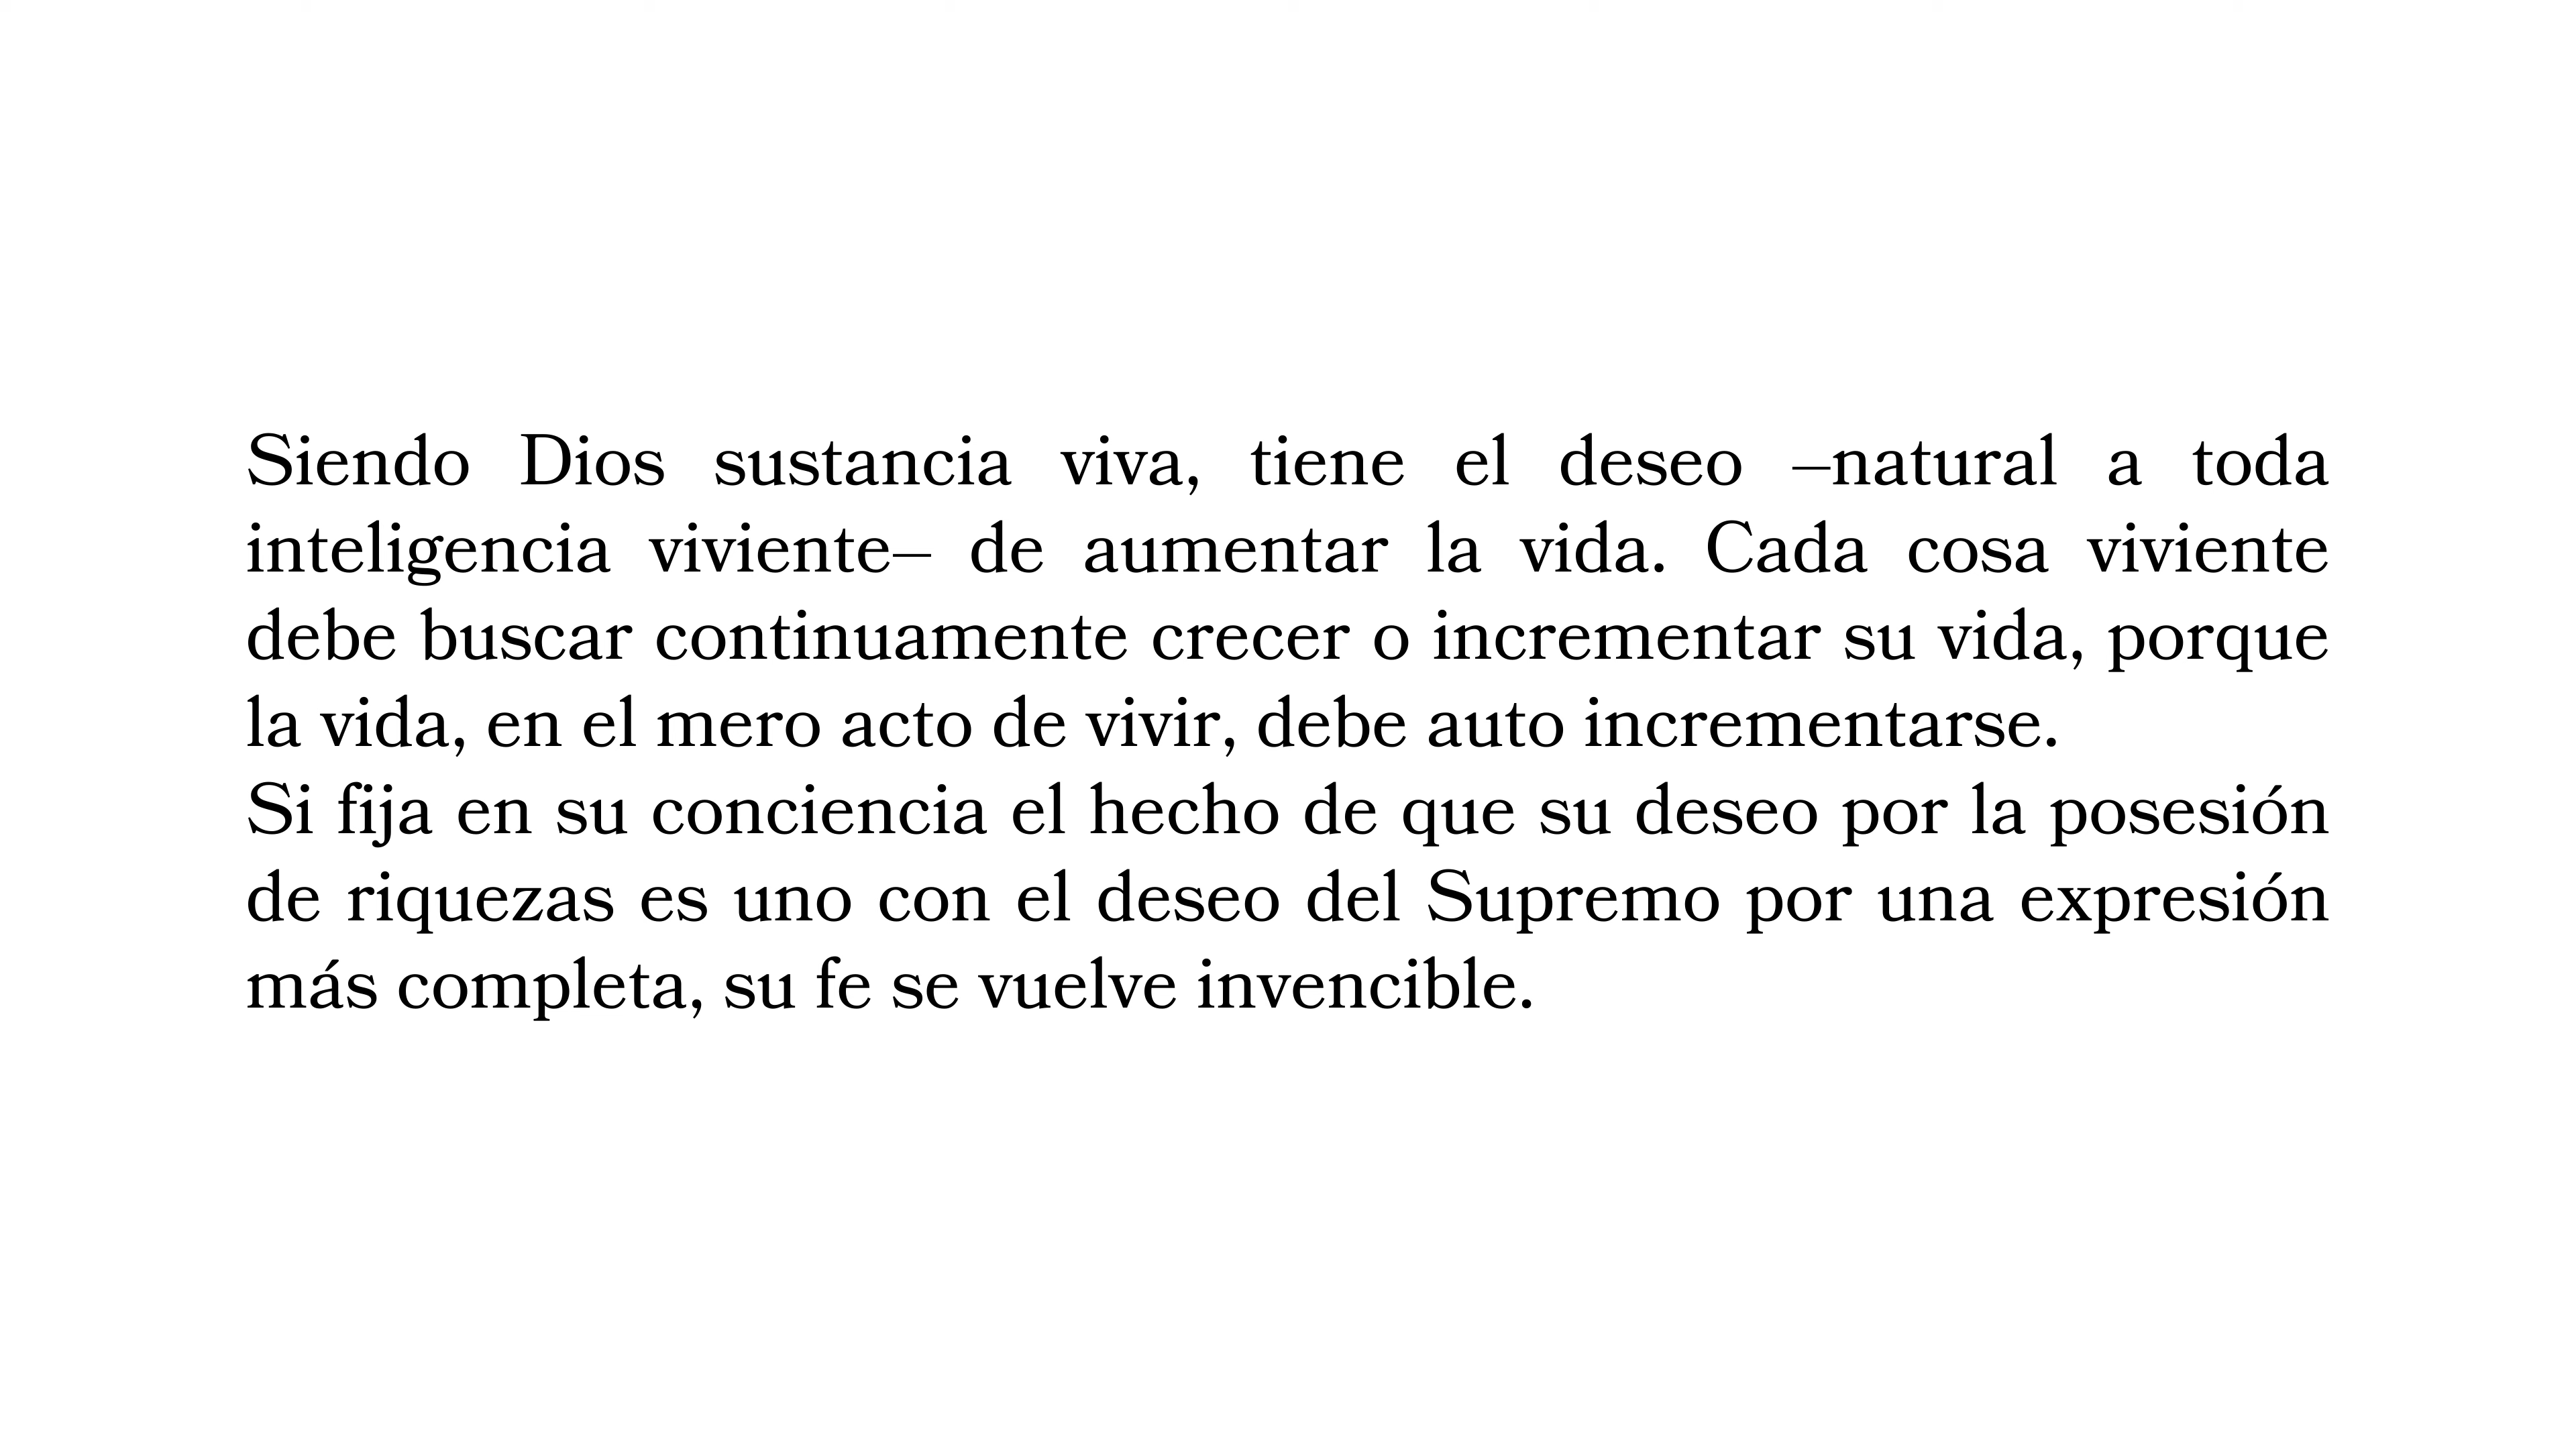 Siendo Dios sustancia viva, tiene el deseo –natural a toda
inteligencia viviente– de aumentar la vida. Cada cosa viviente
debe buscar continuamente crecer o incrementar su vida, porque
la vida, en el mero acto de vivir, debe auto incrementarse.
Si fija en su conciencia el hecho de que su deseo por la posesión
de riquezas es uno con el deseo del Supremo por una expresión
más completa, su fe se vuelve invencible.